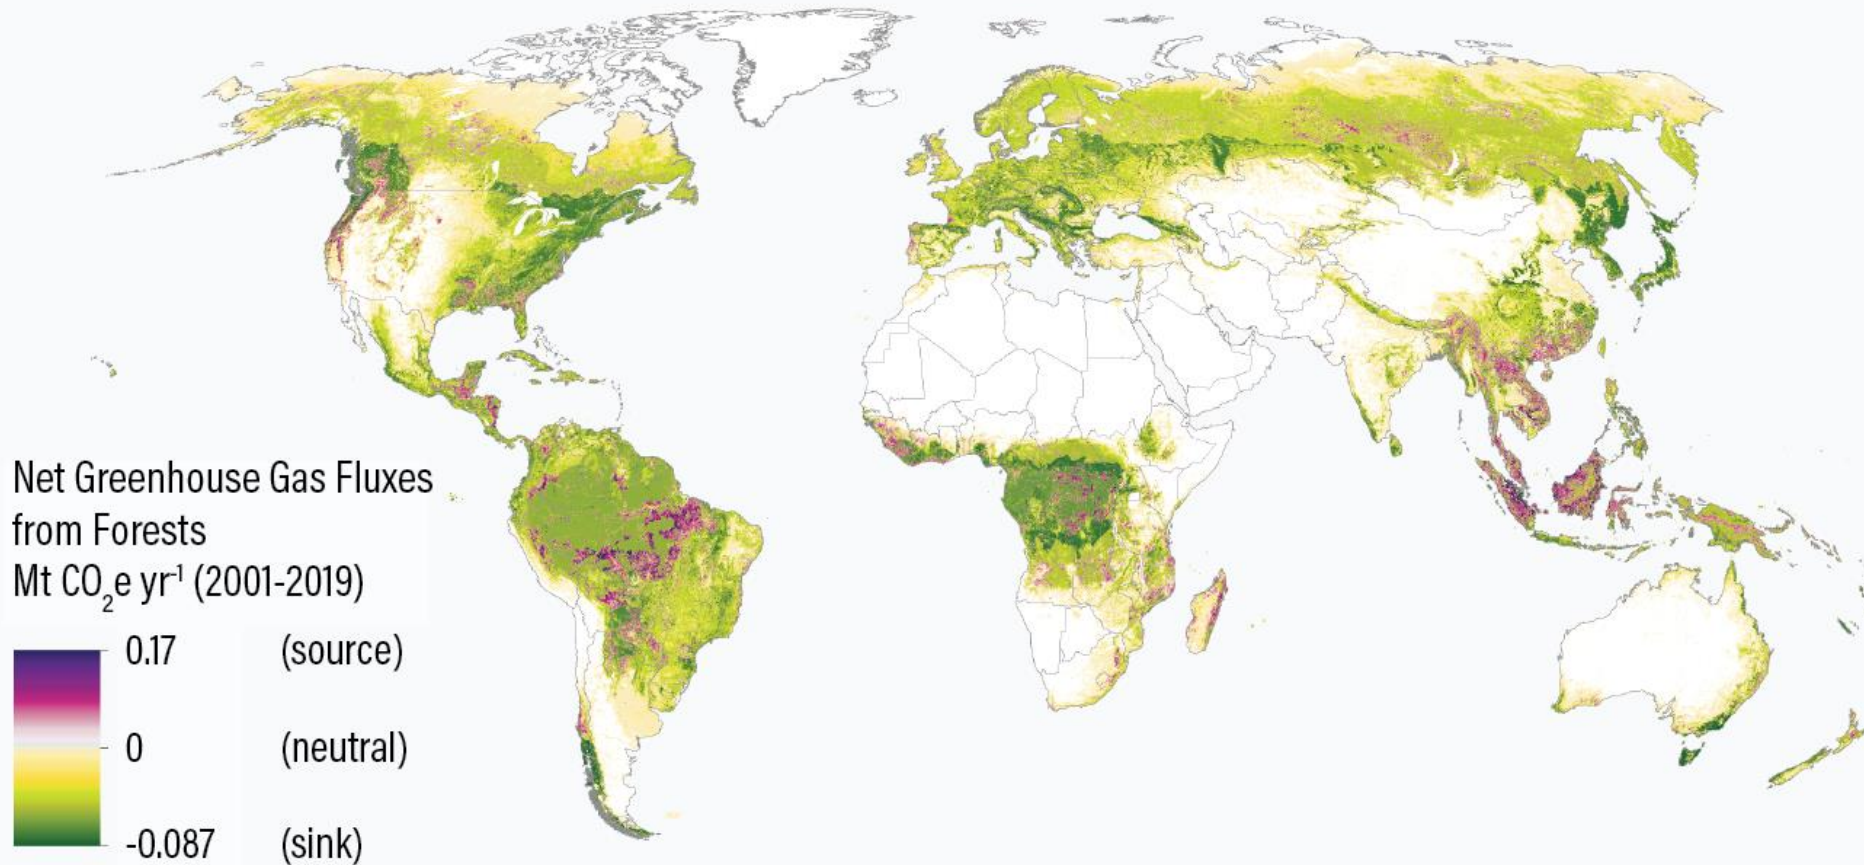 Net Greenhouse Gas Fluxes
from Forests
Mt CO₂e yr⁻¹ (2001-2019)
0.17 (source)
0 (neutral)
-0.087 (sink)